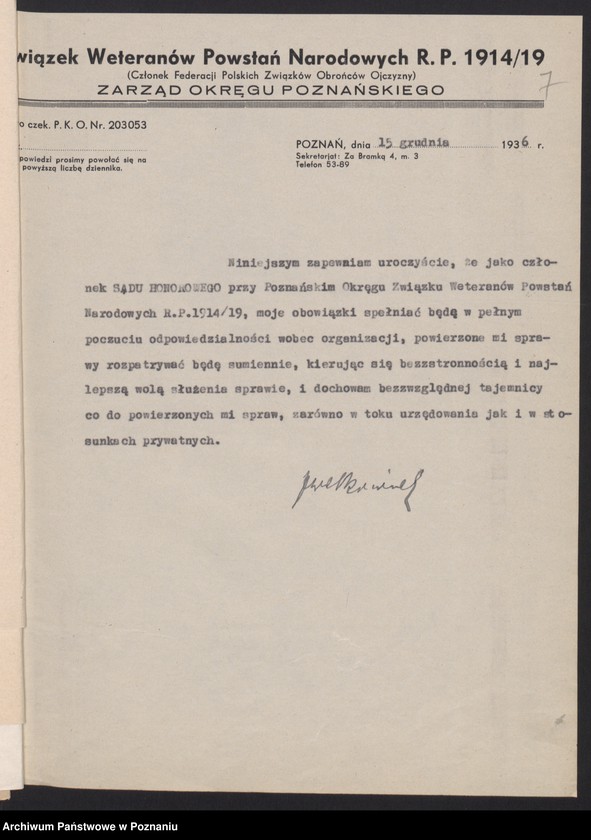 wiązek Weteranów Powstań Narodowych R. P. 1914/19
(Członek Federacji Polskich Związków Obrońców Ojczyzny)
7
ZARZĄD OKRĘGU POZNAŃSKIEGO
o czek. P. K. O. Nr. 203053
powiedzi prosimy powołać się na
powyższą liczbę dziennika.
POZNAŃ, dnia 15 grudnia 1936 r.
Sekretarjat: Za Bramką 4, m. 3
Telefon 53-89
Niniejszym zapewniam uroczyście, że jako czło-
nek SĄDU HONOROWEGO przy Poznańskim Okręgu Związku Weteranów Powstań
Narodowych R.P.1914/19, moje obowiązki spełniać będę w pełnym
poczuciu odpowiedzialności wobec organizacji, powierzone mi spra-
wy rozpatrywać będę sumiennie, kierując się bezzstronnością i naj-
lepszą wolą służenia sprawie, i dochowam bezwzględnej tajemnicy
co do powierzonych mi spraw, zarówno w toku urzędowania jak i w sto-
sunkach prywatnych.
Archiwum Państwowe w Poznaniu